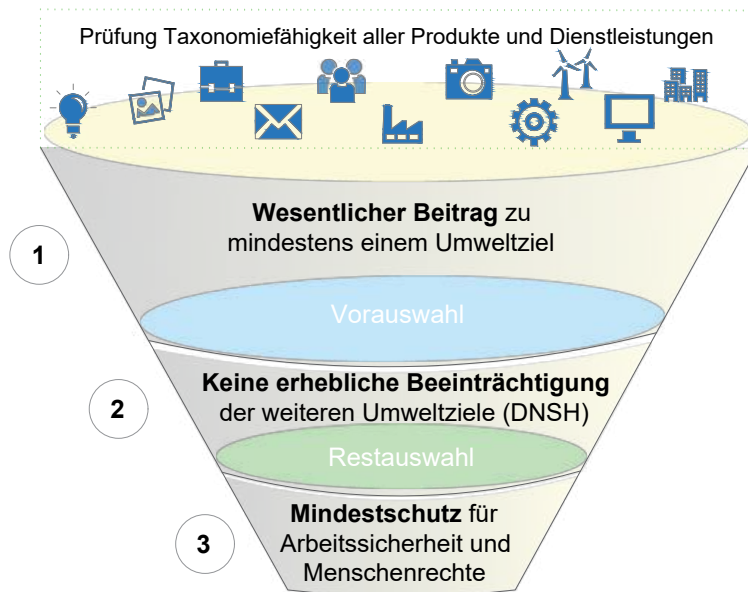 Prüfung Taxonomiefähigkeit aller Produkte und Dienstleistungen
1
Wesentlicher Beitrag zu
mindestens einem Umweltziel
Vorauswahl
2
Keine erhebliche Beeinträchtigung
der weiteren Umweltziele (DNSH)
Restauswahl
3
Mindestschutz für
Arbeitssicherheit und
Menschenrechte